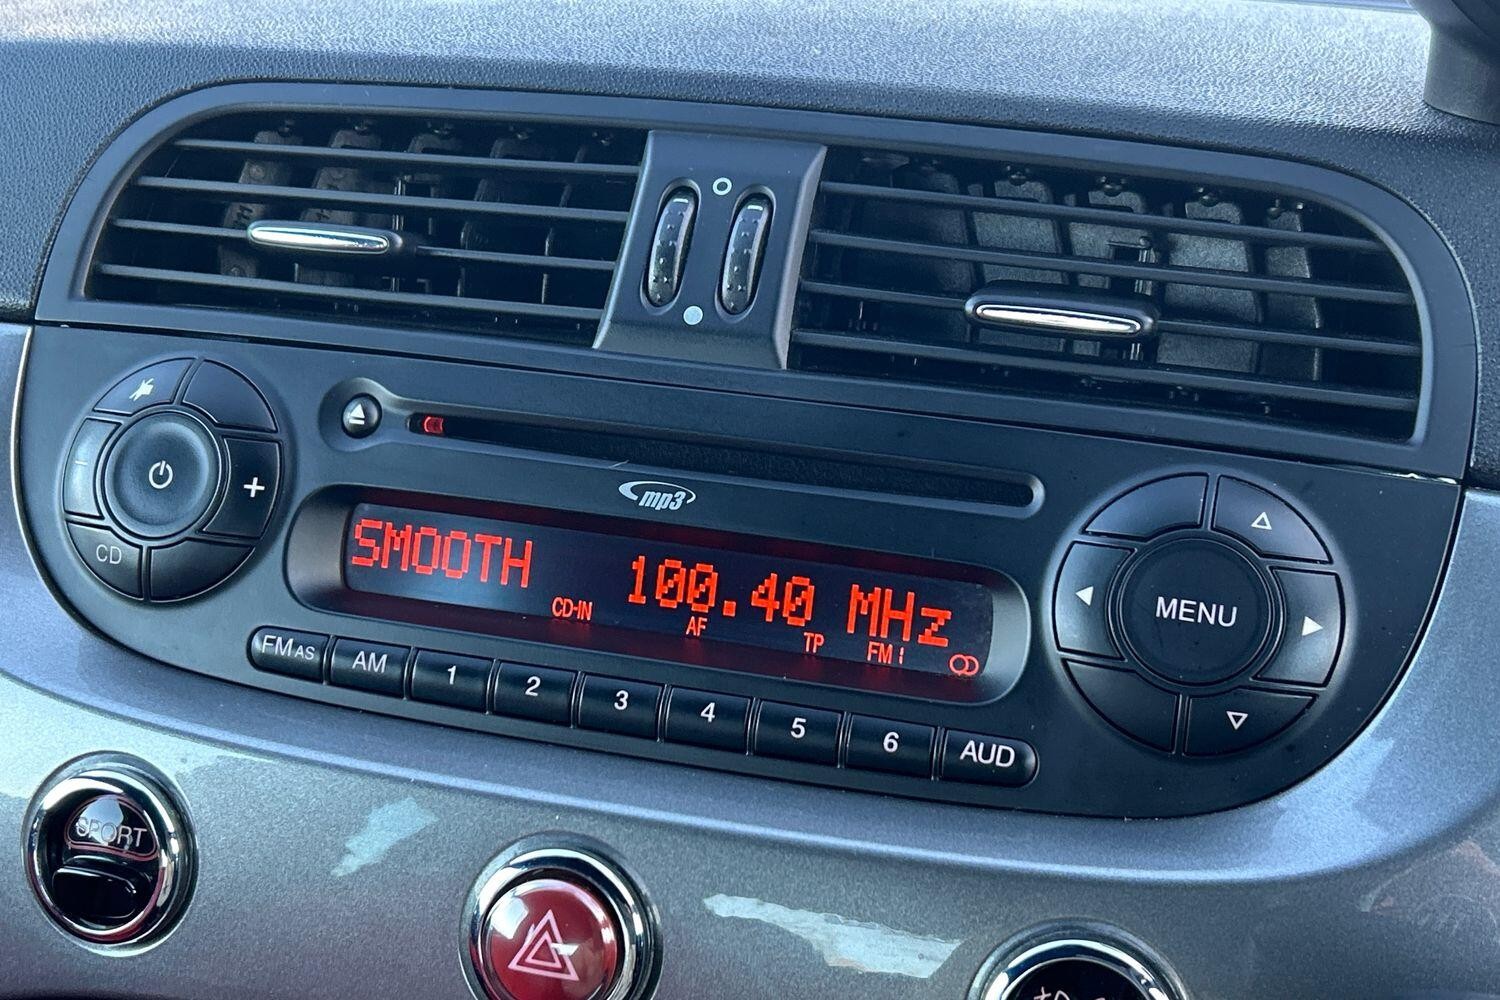 mp3
SMOOTH 100.40 MHz
CD-IN AF TP FM1
CD
MENU
FM AS AM 1 2 3 4 5 6 AUD
SPORT